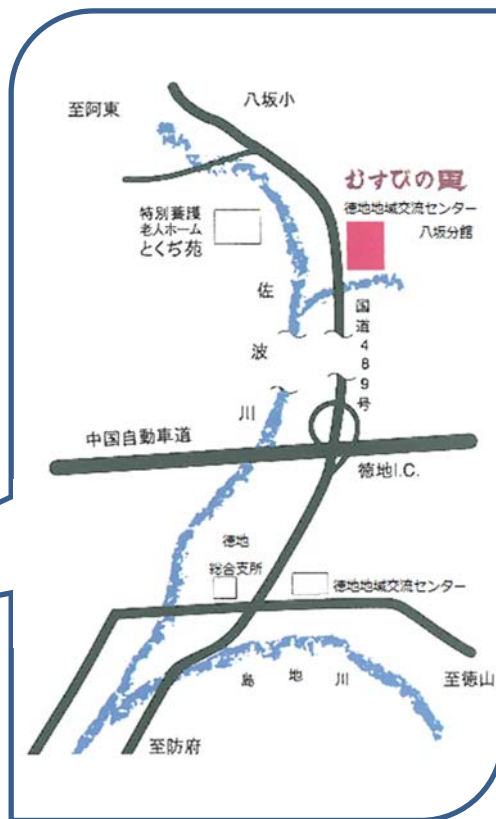 至阿東
八坂小
むすびの里
徳地地域交流センター
八坂分館
特別養護
老人ホーム
とくぢ苑
佐波川
国道489号
中国自動車道
徳地I.C.
徳地
総合支所
徳地地域交流センター
島地川
至徳山
至防府